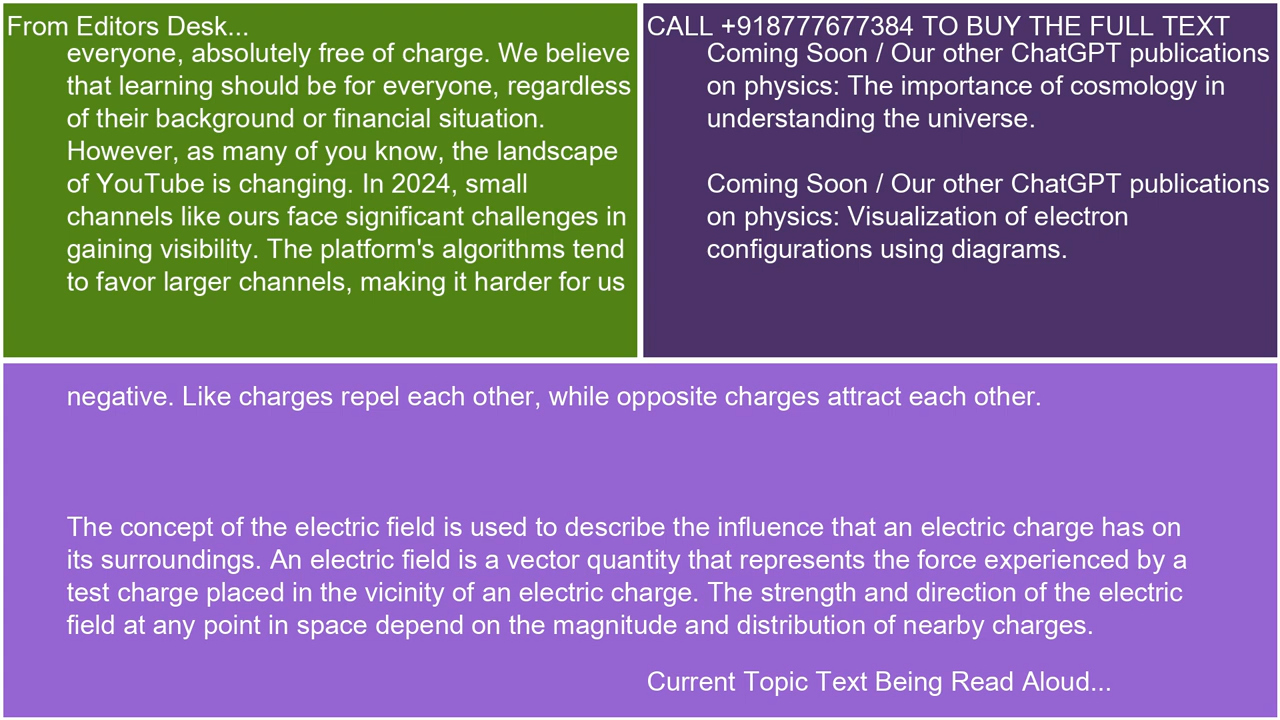 From Editors Desk...
everyone, absolutely free of charge. We believe
that learning should be for everyone, regardless
of their background or financial situation.
However, as many of you know, the landscape
of YouTube is changing. In 2024, small
channels like ours face significant challenges in
gaining visibility. The platform's algorithms tend
to favor larger channels, making it harder for us
CALL +918777677384 TO BUY THE FULL TEXT
Coming Soon / Our other ChatGPT publications
on physics: The importance of cosmology in
understanding the universe.
Coming Soon / Our other ChatGPT publications
on physics: Visualization of electron
configurations using diagrams.
negative. Like charges repel each other, while opposite charges attract each other.
The concept of the electric field is used to describe the influence that an electric charge has on
its surroundings. An electric field is a vector quantity that represents the force experienced by a
test charge placed in the vicinity of an electric charge. The strength and direction of the electric
field at any point in space depend on the magnitude and distribution of nearby charges.
Current Topic Text Being Read Aloud...